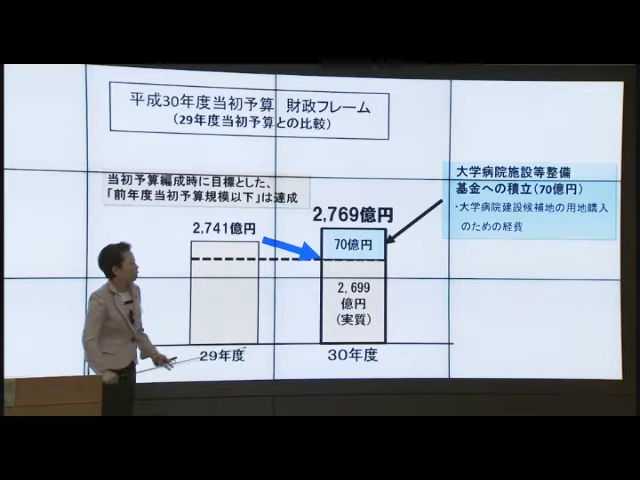 平成30年度当初予算 財政フレーム
(29年度当初予算との比較)
当初予算編成時に目標とした、
「前年度当初予算規模以下」は達成
大学病院施設等整備
基金への積立(70億円)
・大学病院建設候補地の用地購入
のための経費
2,741億円
2,769億円
70億円
2,699
億円
(実質)
29年度
30年度